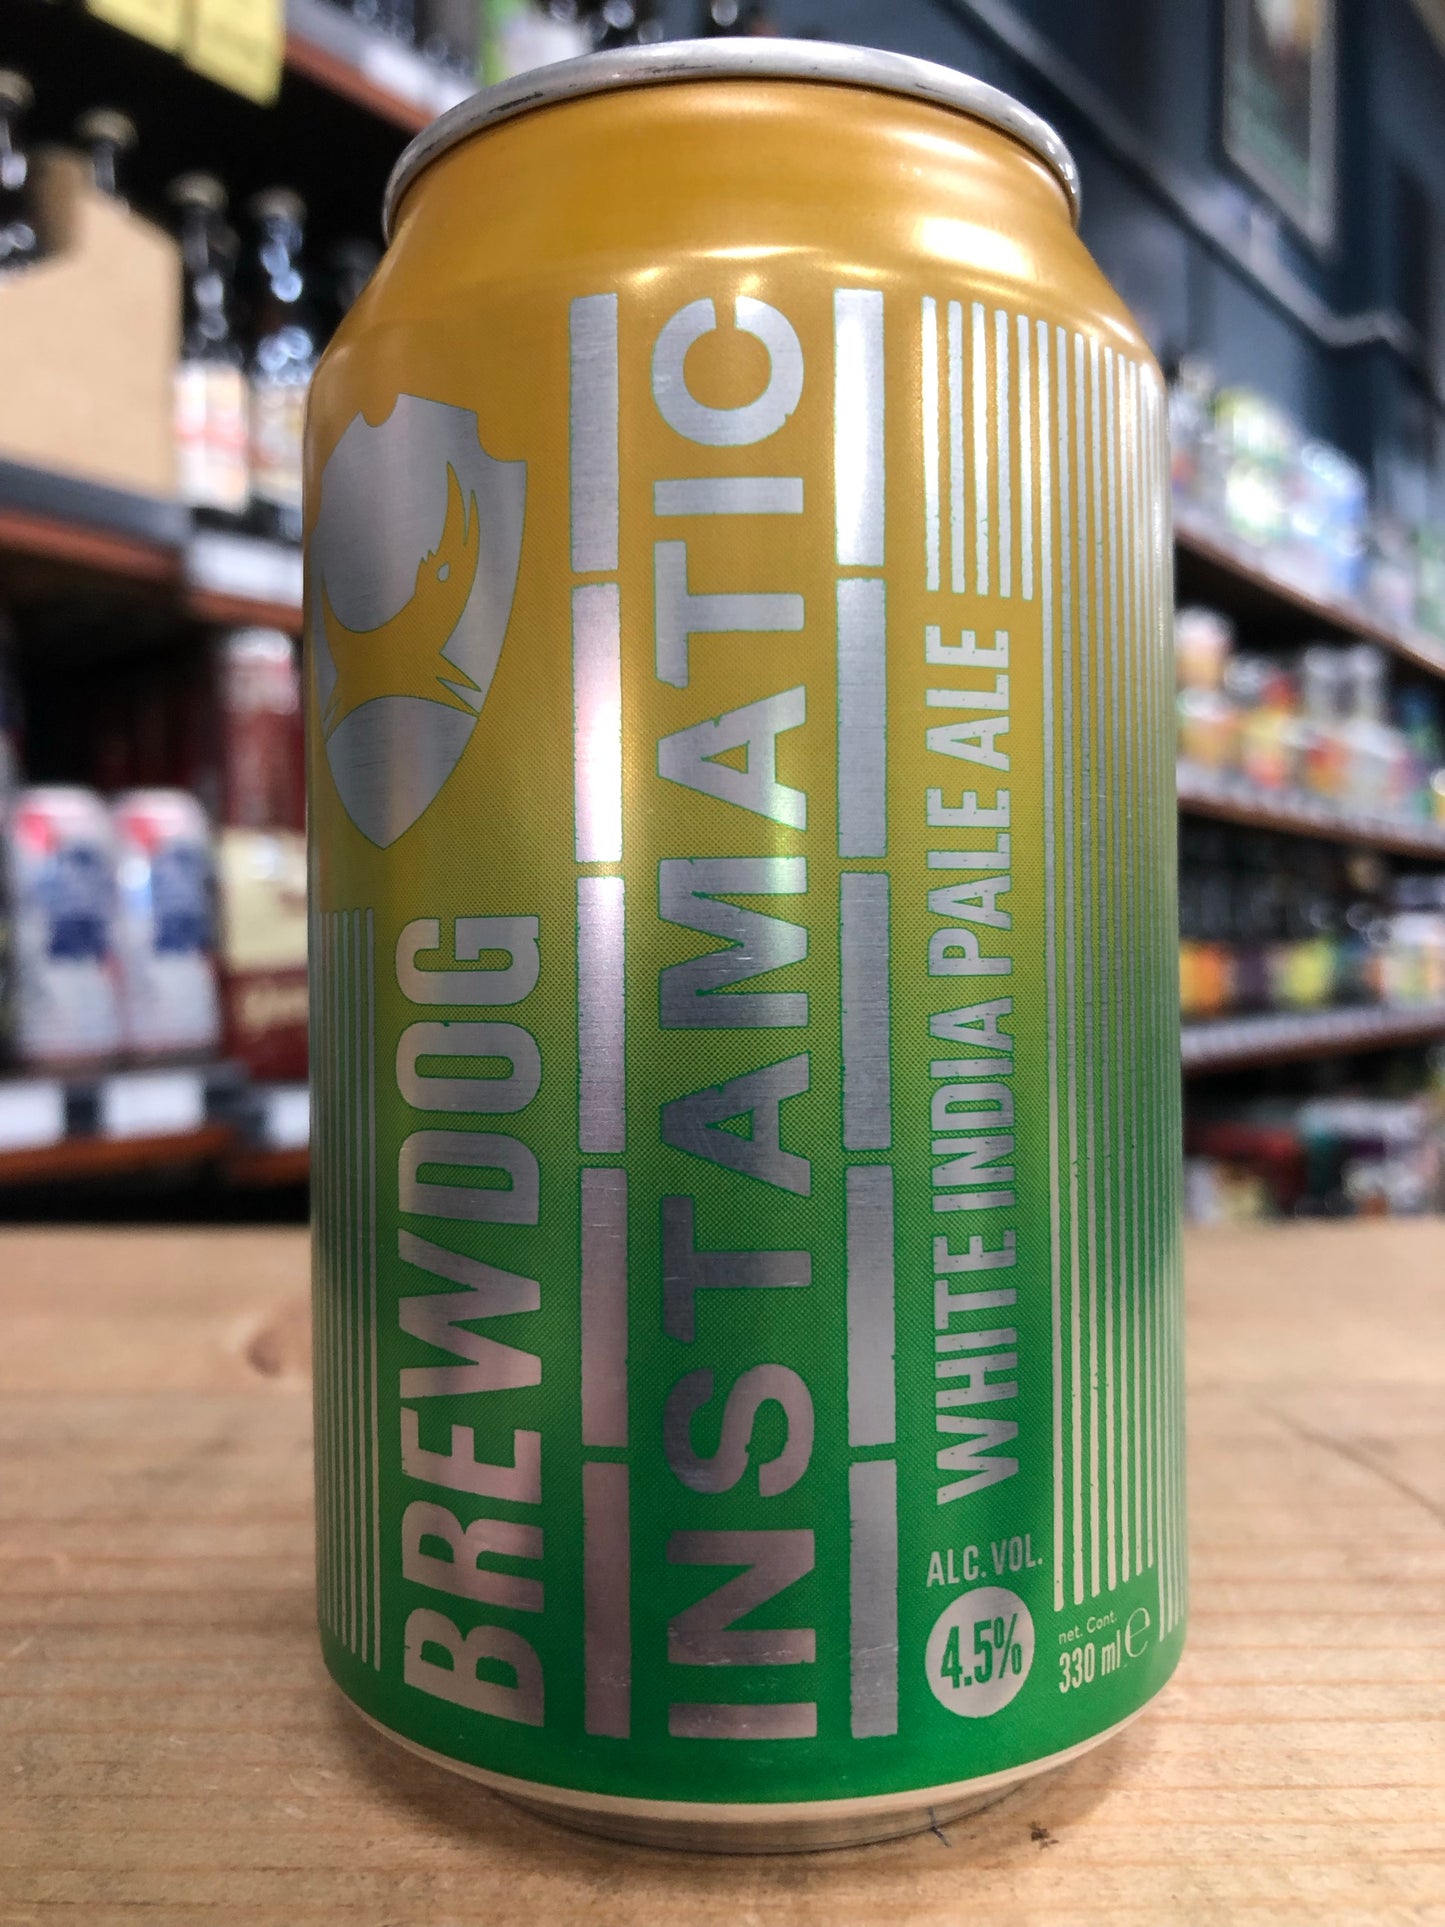 BREWDOG
INSTAMATIC
WHITE INDIA PALE ALE
ALC. VOL.
4.5%
net. Cont.
330 ml e